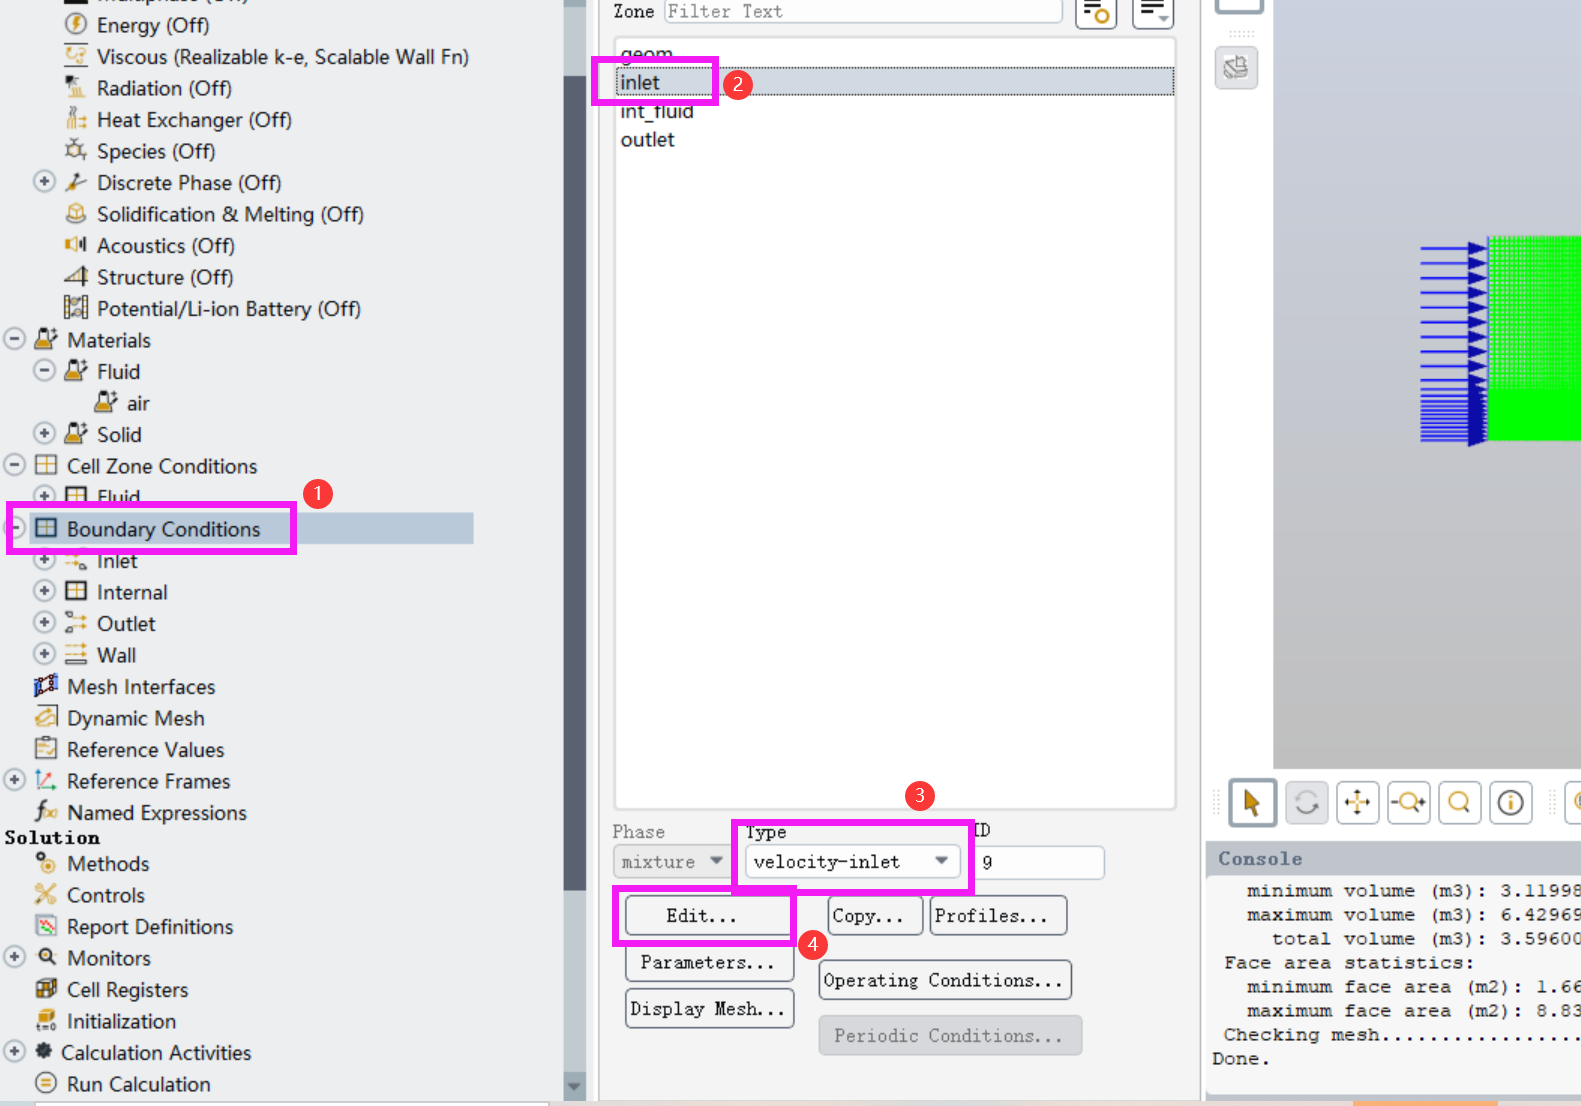 Energy (Off)
Viscous (Realizable k-e, Scalable Wall Fn)
Radiation (Off)
Heat Exchanger (Off)
Species (Off)
Discrete Phase (Off)
Solidification & Melting (Off)
Acoustics (Off)
Structure (Off)
Potential/Li-ion Battery (Off)
Materials
Fluid
air
Solid
Cell Zone Conditions
Fluid
1
Boundary Conditions
Inlet
Internal
Outlet
Wall
Mesh Interfaces
Dynamic Mesh
Reference Values
Reference Frames
Named Expressions
Solution
Methods
Controls
Report Definitions
Monitors
Cell Registers
Initialization
Calculation Activities
Run Calculation
Zone Filter Text
geom
inlet
2
int_fluid
outlet
3
Phase Type ID
mixture velocity-inlet 9
Edit... Copy... Profiles...
4
Parameters... Operating Conditions...
Display Mesh...
Periodic Conditions...
Console
minimum volume (m3): 3.11998
maximum volume (m3): 6.42969
total volume (m3): 3.59600
Face area statistics:
minimum face area (m2): 1.66
maximum face area (m2): 8.83
Checking mesh.................
Done.